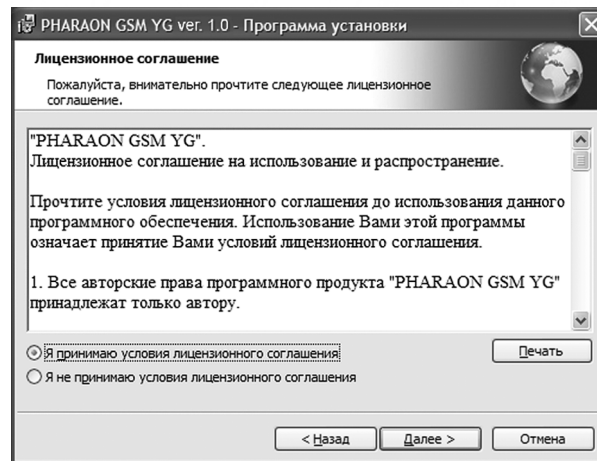 PHARAON GSM YG ver. 1.0 - Программа установки
Лицензионное соглашение
Пожалуйста, внимательно прочтите следующее лицензионное
соглашение.
"PHARAON GSM YG".
Лицензионное соглашение на использование и распространение.
Прочтите условия лицензионного соглашения до использования данного
программного обеспечения. Использование Вами этой программы
означает принятие Вами условий лицензионного соглашения.
1. Все авторские права программного продукта "PHARAON GSM YG"
принадлежат только автору.
Я принимаю условия лицензионного соглашения
Печать
Я не принимаю условия лицензионного соглашения
< Назад
Далее >
Отмена